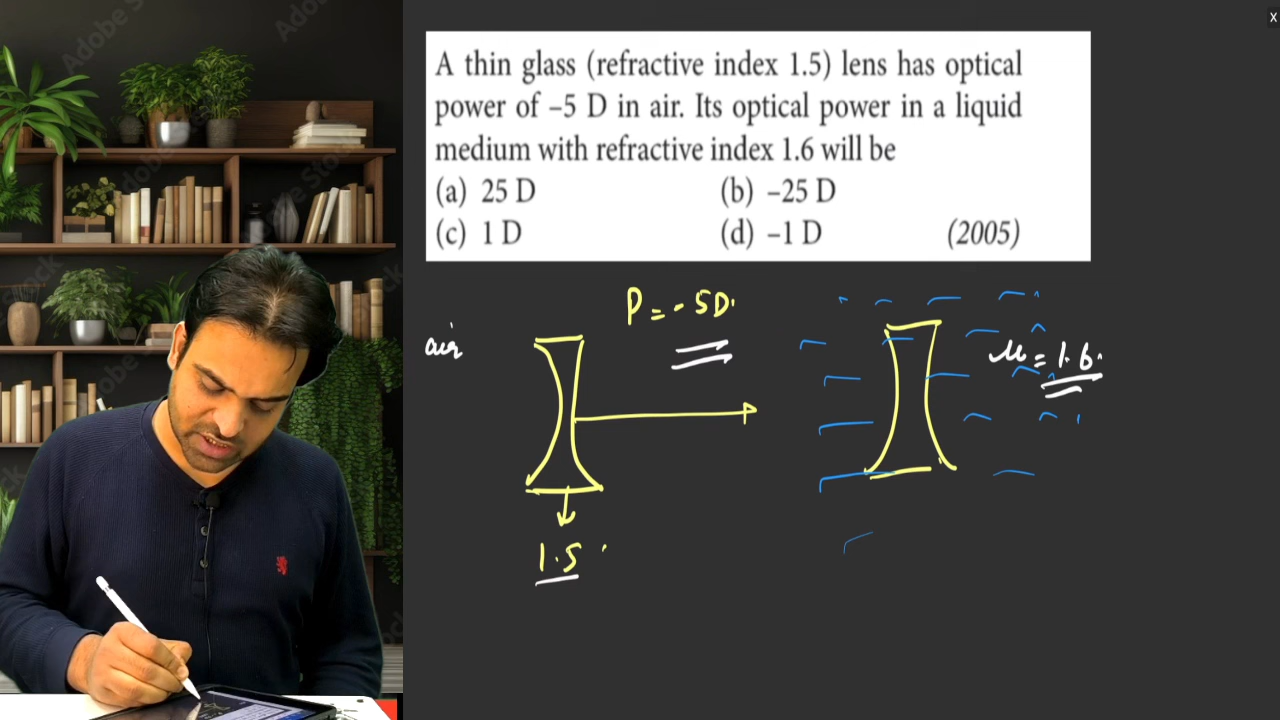 X
A thin glass (refractive index 1.5) lens has optical
power of –5 D in air. Its optical power in a liquid
medium with refractive index 1.6 will be
(a) 25 D (b) –25 D
(c) 1 D (d) –1 D (2005)
P = -5D.
air
μ = 1.6.
1.5
Adobe Stock